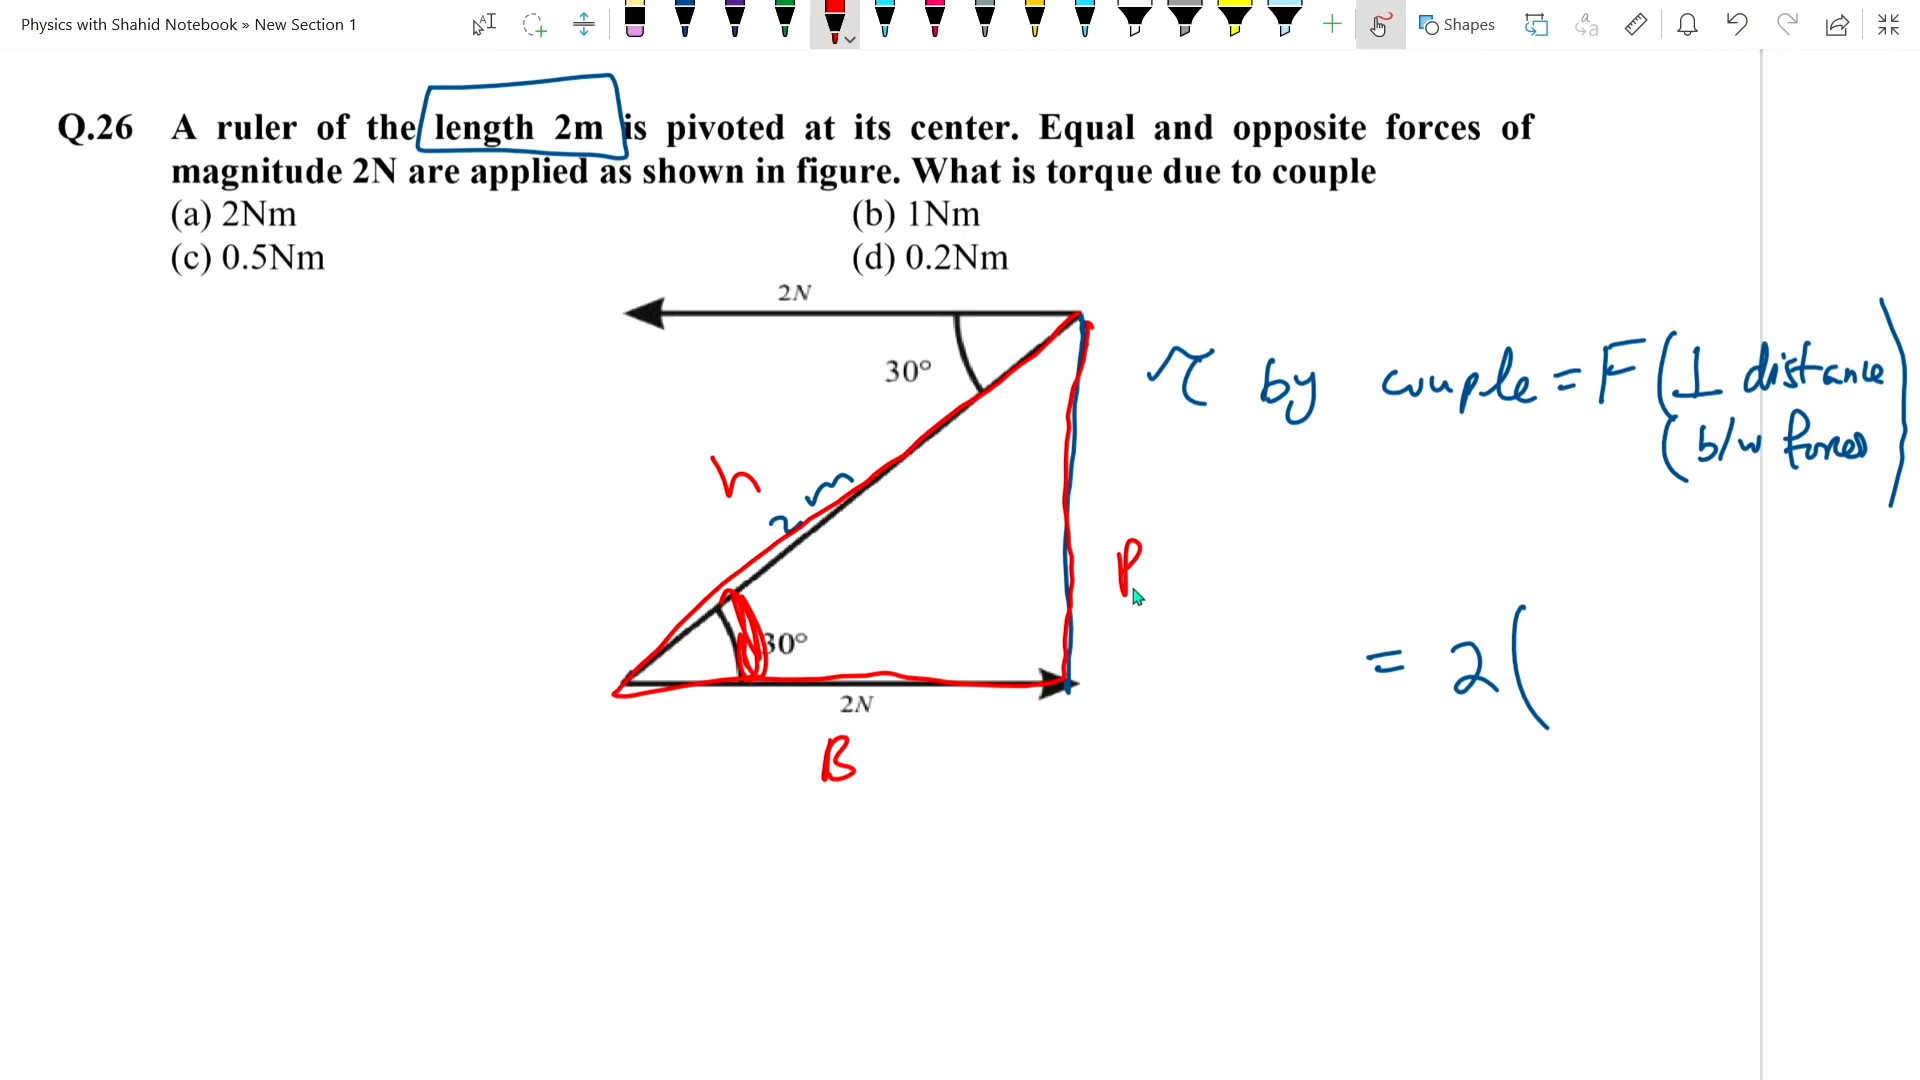 Physics with Shahid Notebook » New Section 1
Shapes
Q.26 A ruler of the length 2m is pivoted at its center. Equal and opposite forces of
magnitude 2N are applied as shown in figure. What is torque due to couple
(a) 2Nm (b) 1Nm
(c) 0.5Nm (d) 0.2Nm
2N
30°
τ by couple = F (⊥ distance
b/w forces)
h
2m
P
30°
= 2(
2N
B